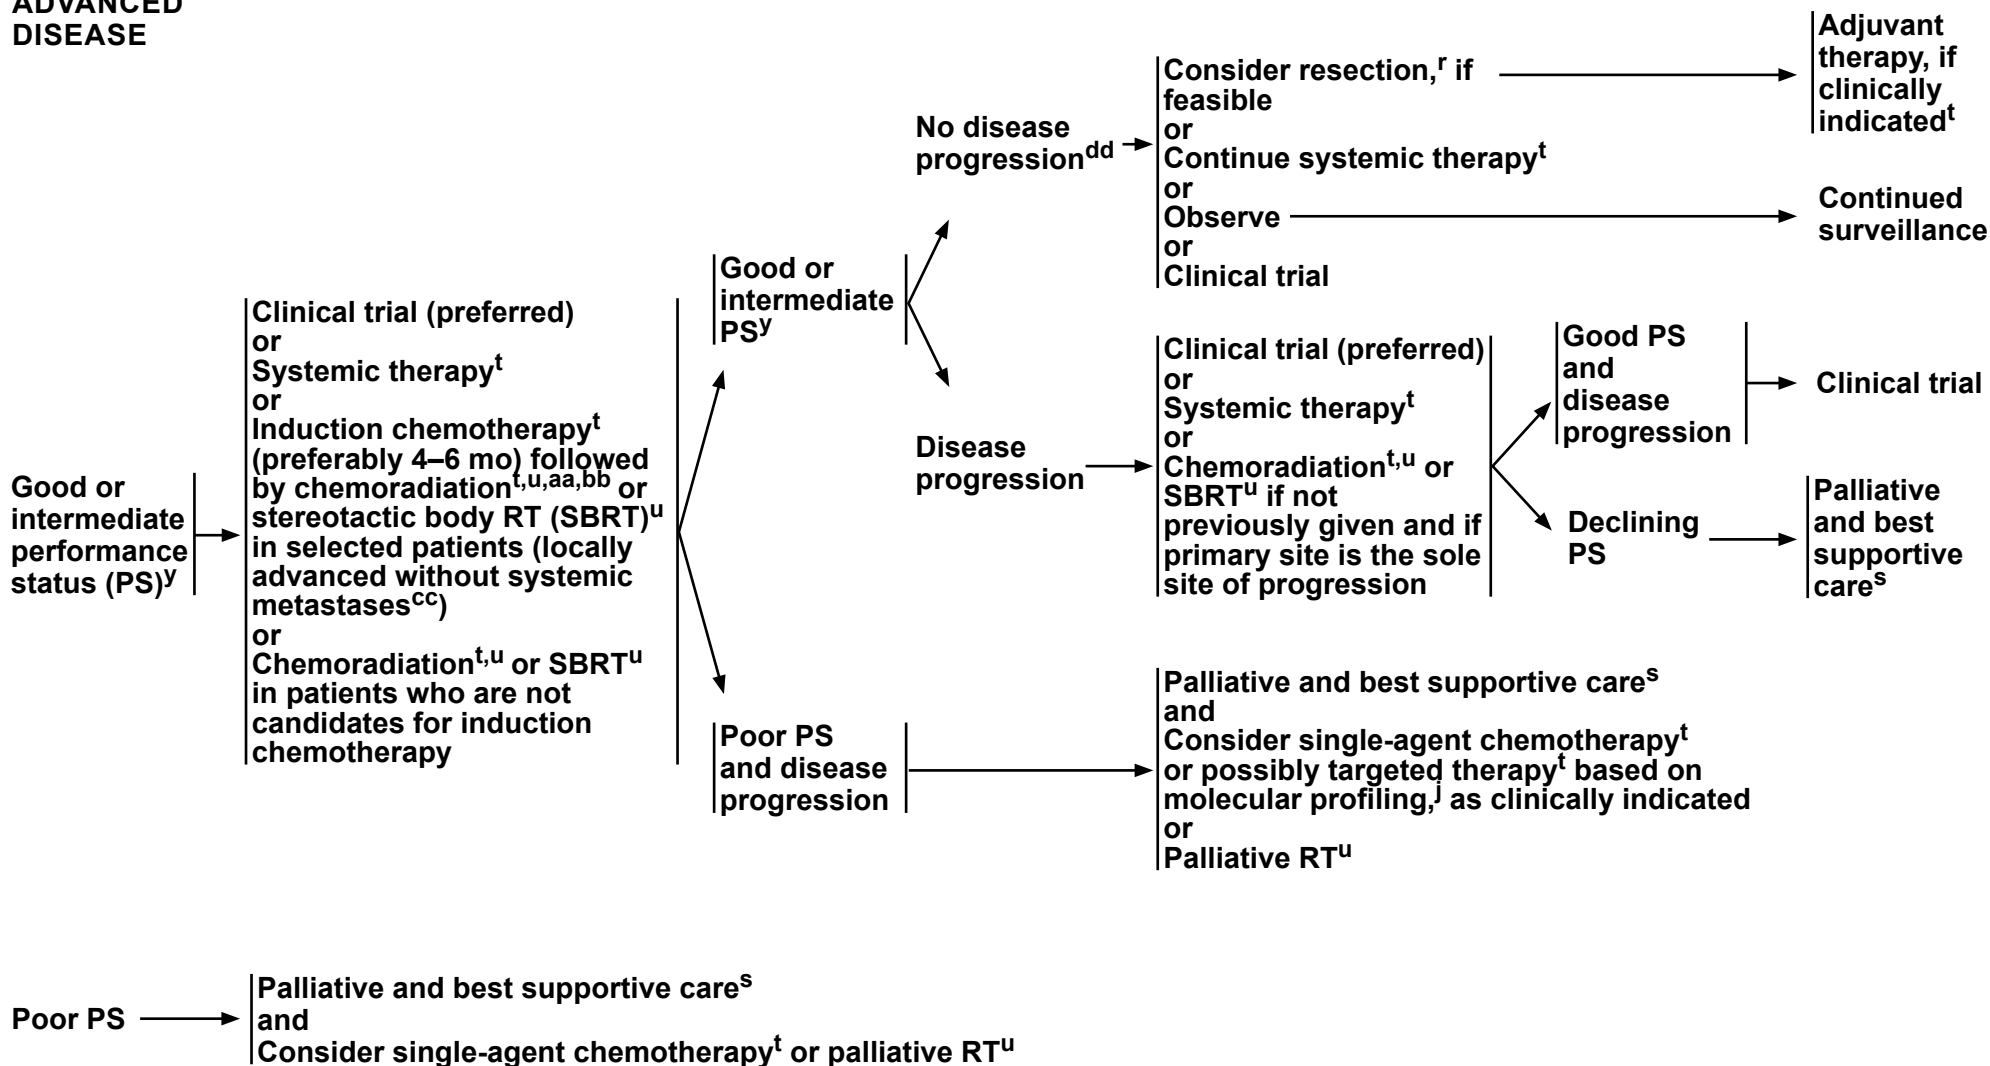 ADVANCED
DISEASE
Good or
intermediate
performance
status (PS)y
Clinical trial (preferred)
or
Systemic therapyt
or
Induction chemotherapyt
(preferably 4–6 mo) followed
by chemoradiationt,u,aa,bb or
stereotactic body RT (SBRT)u
in selected patients (locally
advanced without systemic
metastasescc)
or
Chemoradiationt,u or SBRTu
in patients who are not
candidates for induction
chemotherapy
Good or
intermediate
PSy
No disease
progressiondd
Consider resection,r if
feasible
or
Continue systemic therapyt
or
Observe
or
Clinical trial
Adjuvant
therapy, if
clinically
indicatedt
Continued
surveillance
Disease
progression
Clinical trial (preferred)
or
Systemic therapyt
or
Chemoradiationt,u or
SBRTu if not
previously given and if
primary site is the sole
site of progression
Good PS
and
disease
progression
Clinical trial
Declining
PS
Palliative
and best
supportive
cares
Poor PS
and disease
progression
Palliative and best supportive cares
and
Consider single-agent chemotherapyt
or possibly targeted therapyt based on
molecular profiling,j as clinically indicated
or
Palliative RTu
Poor PS
Palliative and best supportive cares
and
Consider single-agent chemotherapyt or palliative RTu